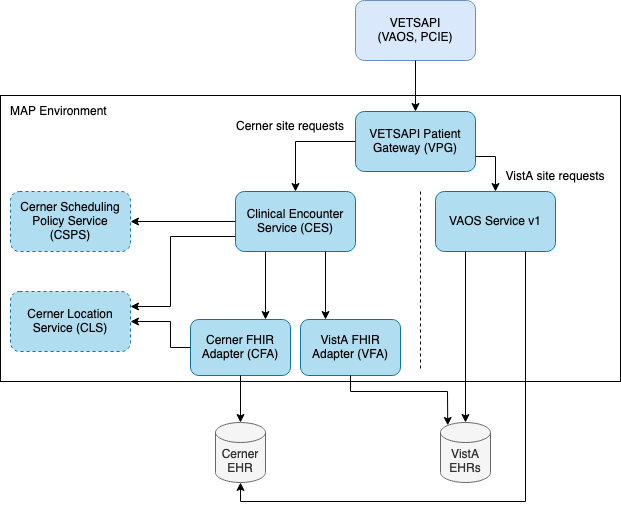 VETSAPI
(VAOS, PCIE)
MAP Environment
Cerner site requests
VETSAPI Patient
Gateway (VPG)
VistA site requests
Cerner Scheduling
Policy Service
(CSPS)
Clinical Encounter
Service (CES)
VAOS Service v1
Cerner Location
Service (CLS)
Cerner FHIR
Adapter (CFA)
VistA FHIR
Adapter (VFA)
Cerner
EHR
VistA
EHRs